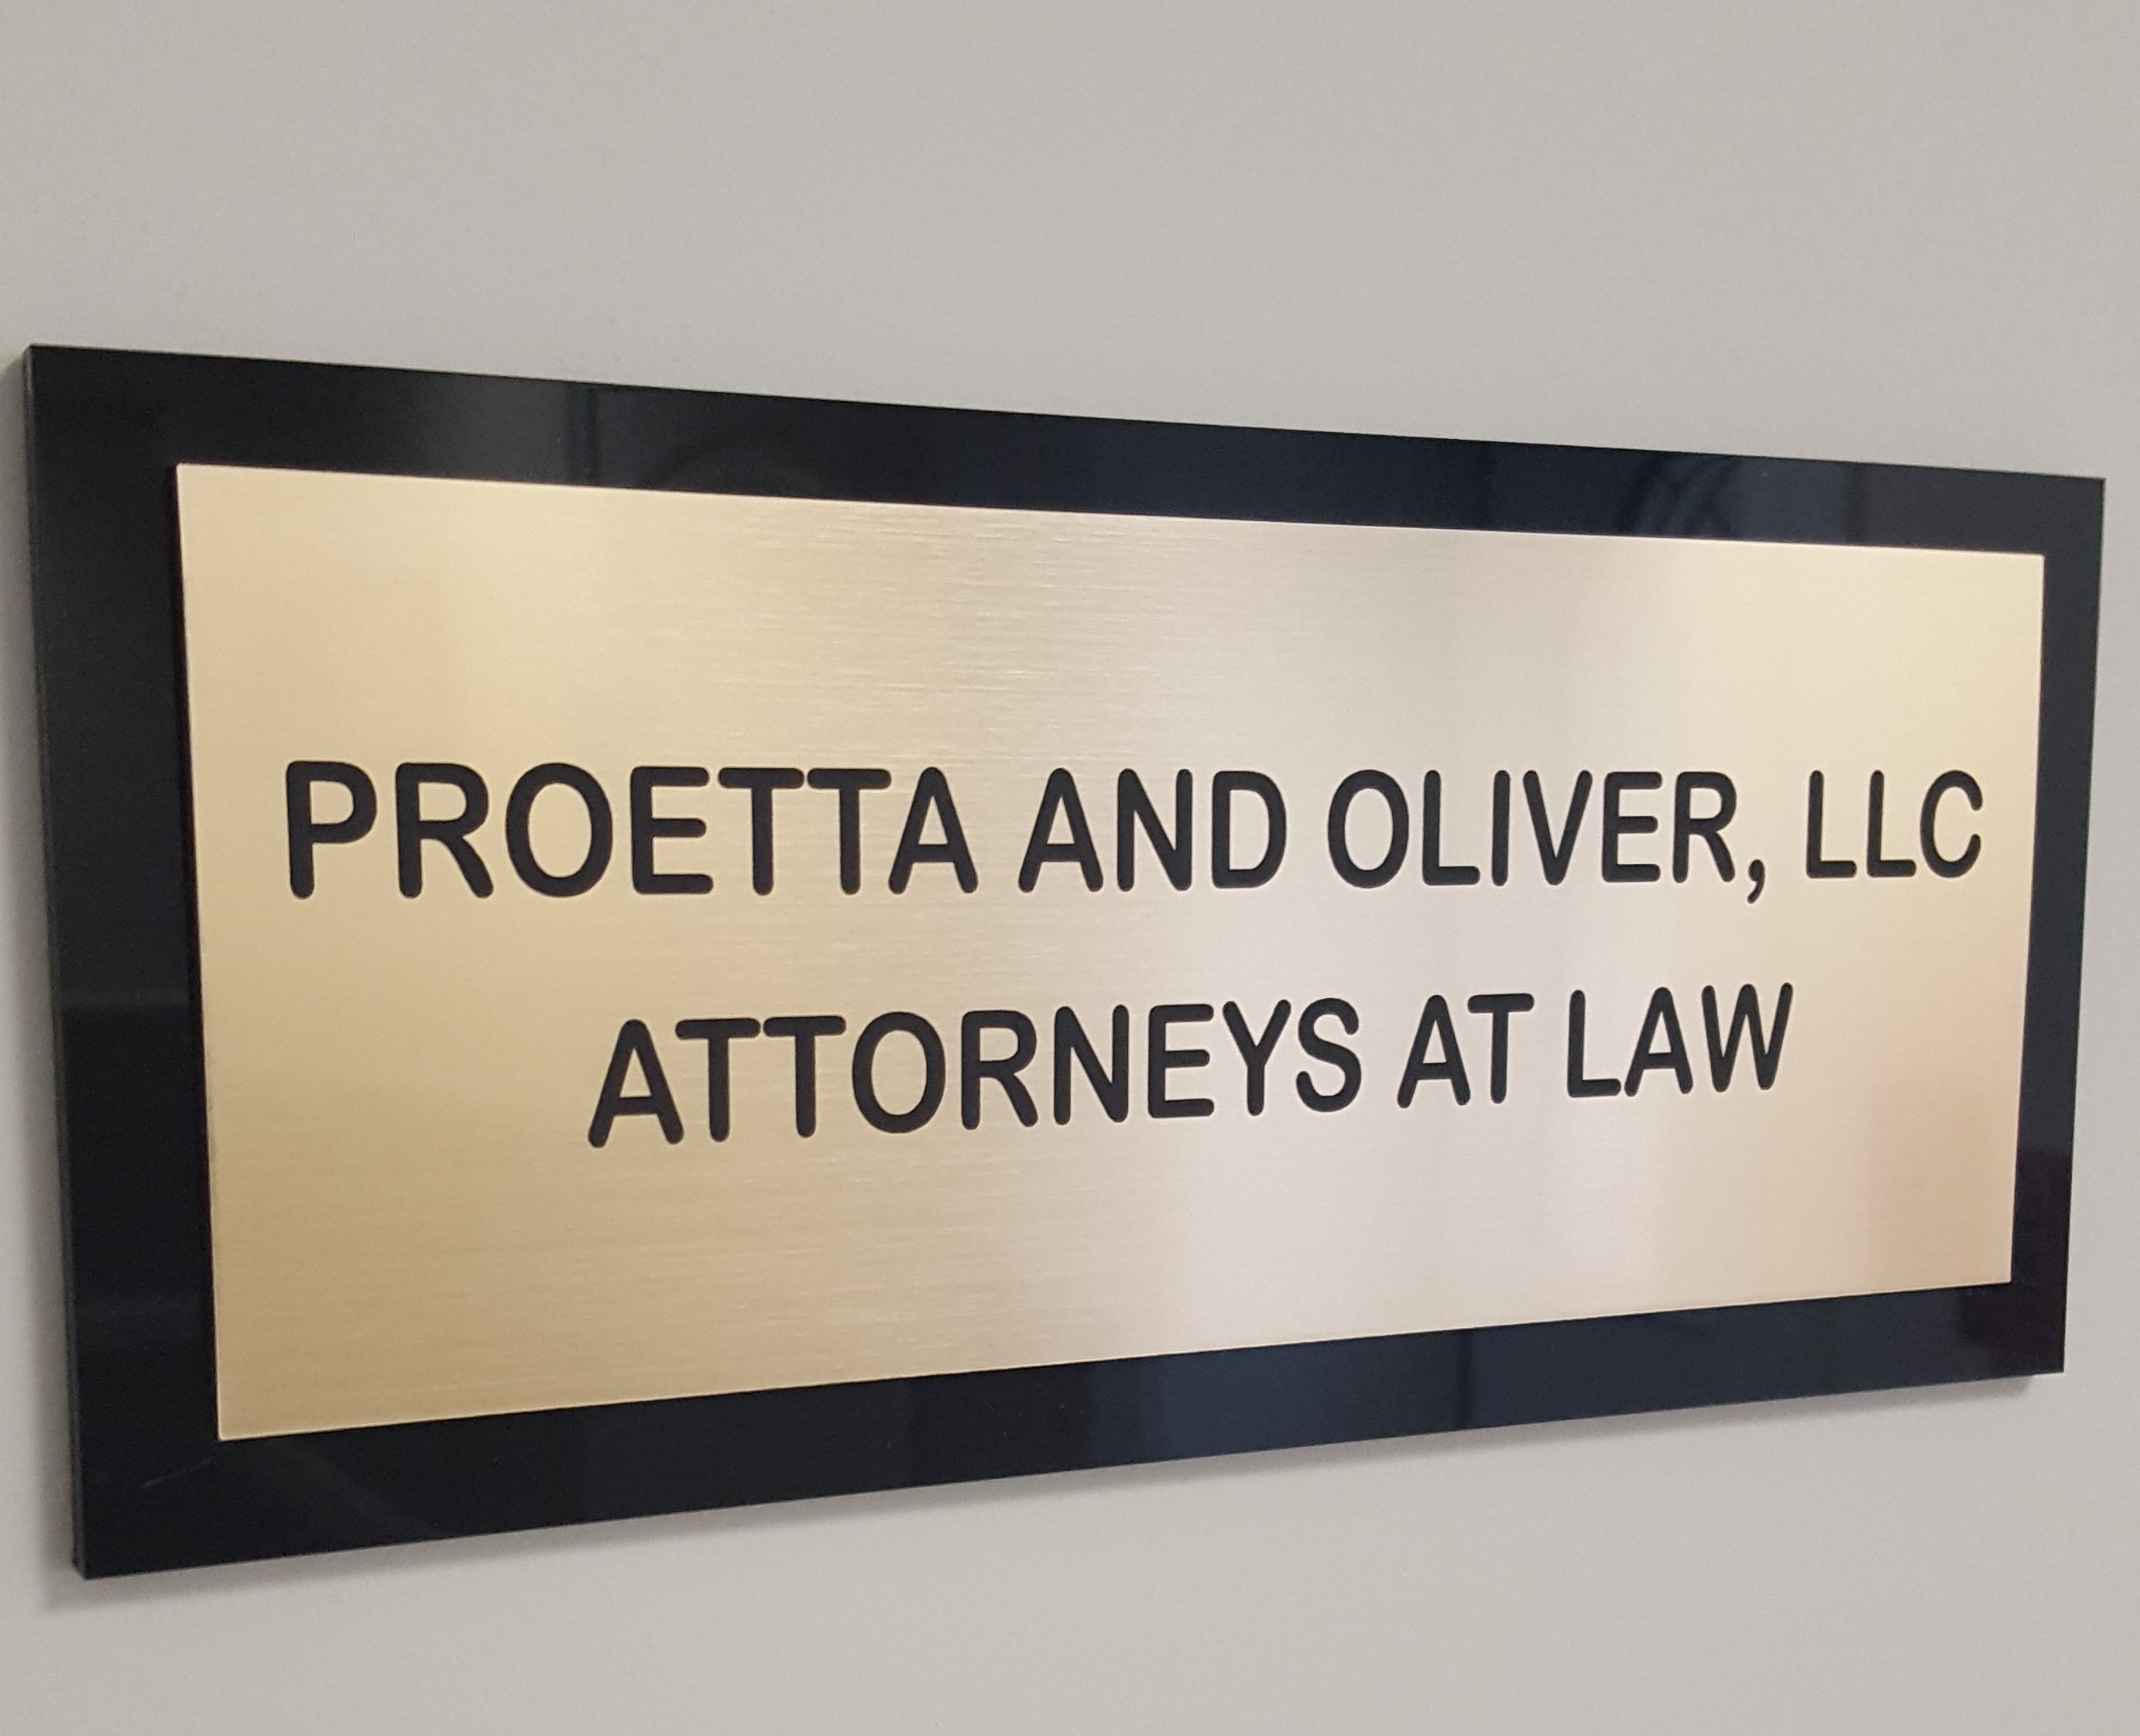 PROETTA AND OLIVER, LLC
ATTORNEYS AT LAW